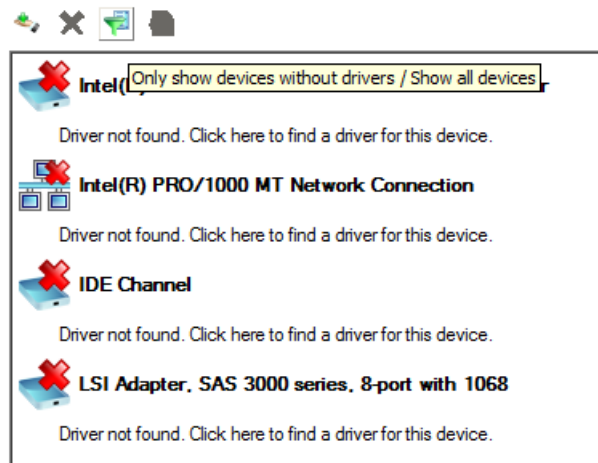 Only show devices without drivers / Show all devices
Intel(
Driver not found. Click here to find a driver for this device.
Intel(R) PRO/1000 MT Network Connection
Driver not found. Click here to find a driver for this device.
IDE Channel
Driver not found. Click here to find a driver for this device.
LSI Adapter, SAS 3000 series, 8-port with 1068
Driver not found. Click here to find a driver for this device.